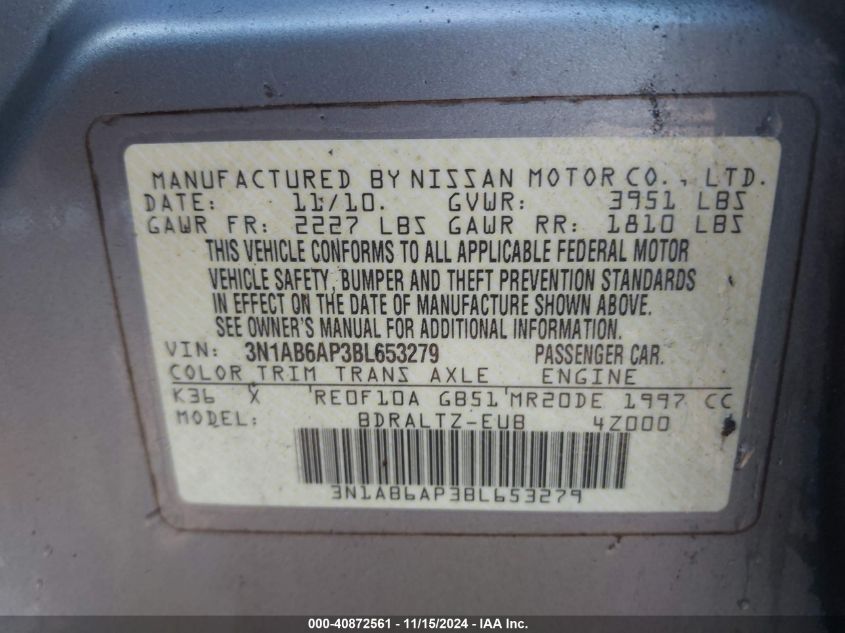 MANUFACTURED BY NISSAN MOTOR CO., LTD.
DATE: 11/10. GVWR: 3951 LBS
GAWR FR: 2227 LBS GAWR RR: 1810 LBS
THIS VEHICLE CONFORMS TO ALL APPLICABLE FEDERAL MOTOR
VEHICLE SAFETY, BUMPER AND THEFT PREVENTION STANDARDS
IN EFFECT ON THE DATE OF MANUFACTURE SHOWN ABOVE.
SEE OWNER'S MANUAL FOR ADDITIONAL INFORMATION.
VIN: 3N1AB6AP3BL653279 PASSENGER CAR.
COLOR TRIM TRANS AXLE ENGINE
K36 X 'RE0F10A GB51'MR20DE 1997 CC
MODEL: BDRALTZ-EUB 4Z000
3N1AB6AP3BL653279
000-40872561 - 11/15/2024 - IAA, Inc.